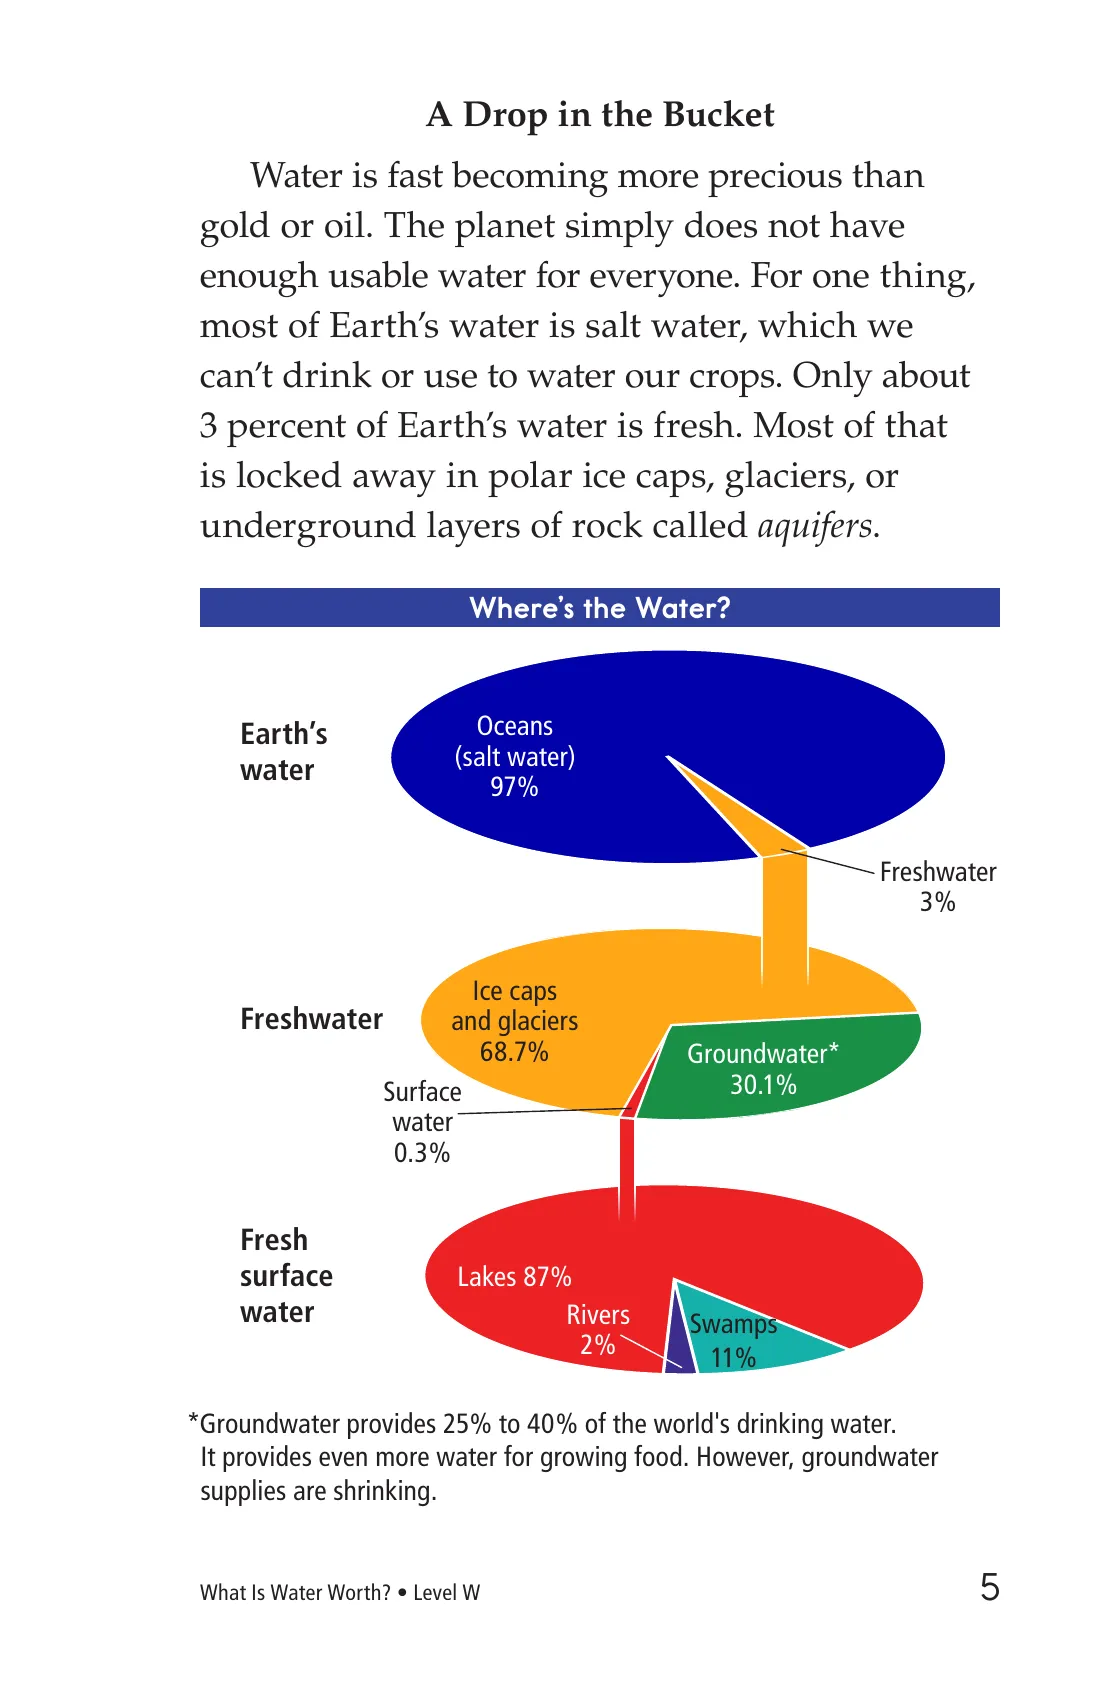 A Drop in the Bucket
Water is fast becoming more precious than
gold or oil. The planet simply does not have
enough usable water for everyone. For one thing,
most of Earth’s water is salt water, which we
can’t drink or use to water our crops. Only about
3 percent of Earth’s water is fresh. Most of that
is locked away in polar ice caps, glaciers, or
underground layers of rock called aquifers.
Where’s the Water?
Earth’s
water
Oceans
(salt water)
97%
Freshwater
3%
Freshwater
Ice caps
and glaciers
68.7%
Groundwater*
30.1%
Surface
water
0.3%
Fresh
surface
water
Lakes 87%
Rivers
2%
Swamps
11%
*Groundwater provides 25% to 40% of the world's drinking water.
It provides even more water for growing food. However, groundwater
supplies are shrinking.
What Is Water Worth? • Level W
5